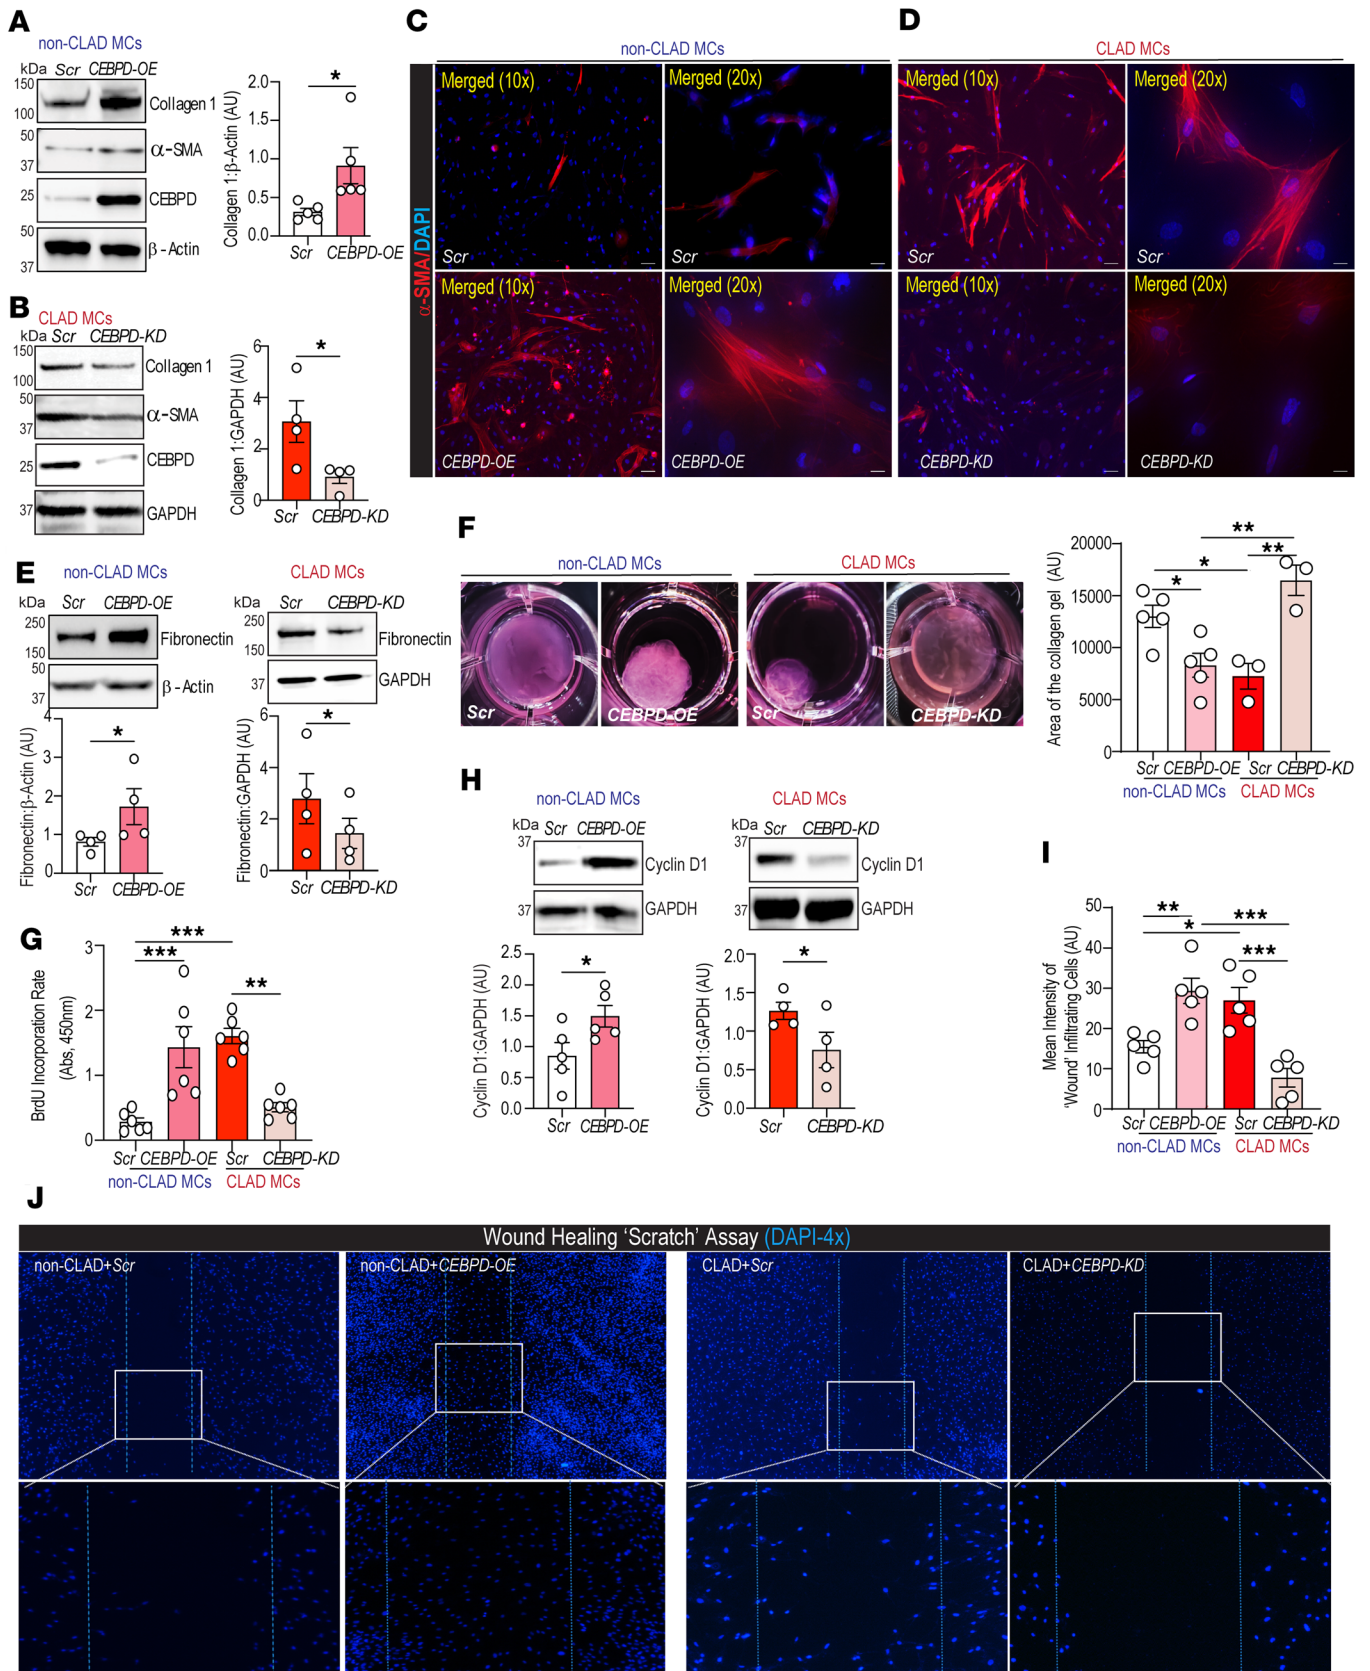 A
non-CLAD MCs
kDa Scr CEBPD-OE
150
100
Collagen 1
50
37
α-SMA
25
CEBPD
50
37
β-Actin
Collagen 1:β-Actin (AU)
2.0
1.5
1.0
0.5
0.0
*
Scr CEBPD-OE
B
CLAD MCs
kDa Scr CEBPD-KD
150
100
Collagen 1
50
37
α-SMA
25
CEBPD
37
GAPDH
Collagen 1:GAPDH (AU)
6
4
2
0
*
Scr CEBPD-KD
C
non-CLAD MCs
α-SMA/DAPI
Merged (10x)
Scr
Merged (20x)
Scr
Merged (10x)
CEBPD-OE
Merged (20x)
CEBPD-OE
D
CLAD MCs
Merged (10x)
Scr
Merged (20x)
Scr
Merged (10x)
CEBPD-KD
Merged (20x)
CEBPD-KD
E
non-CLAD MCs
kDa Scr CEBPD-OE
250
150
Fibronectin
50
37
β-Actin
Fibronectin:β-Actin (AU)
4
3
2
1
0
*
Scr CEBPD-OE
CLAD MCs
kDa Scr CEBPD-KD
250
150
Fibronectin
37
GAPDH
Fibronectin:GAPDH (AU)
6
4
2
0
*
Scr CEBPD-KD
F
non-CLAD MCs
CLAD MCs
Scr
CEBPD-OE
Scr
CEBPD-KD
Area of the collagen gel (AU)
20000
15000
10000
5000
0
**
**
*
*
Scr CEBPD-OE Scr CEBPD-KD
non-CLAD MCs CLAD MCs
G
BrdU Incorporation Rate
(Abs, 450nm)
3
2
1
0
***
***
**
Scr CEBPD-OE Scr CEBPD-KD
non-CLAD MCs CLAD MCs
H
non-CLAD MCs
kDa Scr CEBPD-OE
37
Cyclin D1
37
GAPDH
Cyclin D1:GAPDH (AU)
2.5
2.0
1.5
1.0
0.5
0.0
*
Scr CEBPD-OE
CLAD MCs
kDa Scr CEBPD-KD
37
Cyclin D1
37
GAPDH
Cyclin D1:GAPDH (AU)
2.0
1.5
1.0
0.5
0.0
*
Scr CEBPD-KD
I
Mean Intensity of
'Wound' Infiltrating Cells (AU)
50
40
30
20
10
0
**
***
*
***
Scr CEBPD-OE Scr CEBPD-KD
non-CLAD MCs CLAD MCs
J
Wound Healing 'Scratch' Assay (DAPI-4x)
non-CLAD+Scr
non-CLAD+CEBPD-OE
CLAD+Scr
CLAD+CEBPD-KD